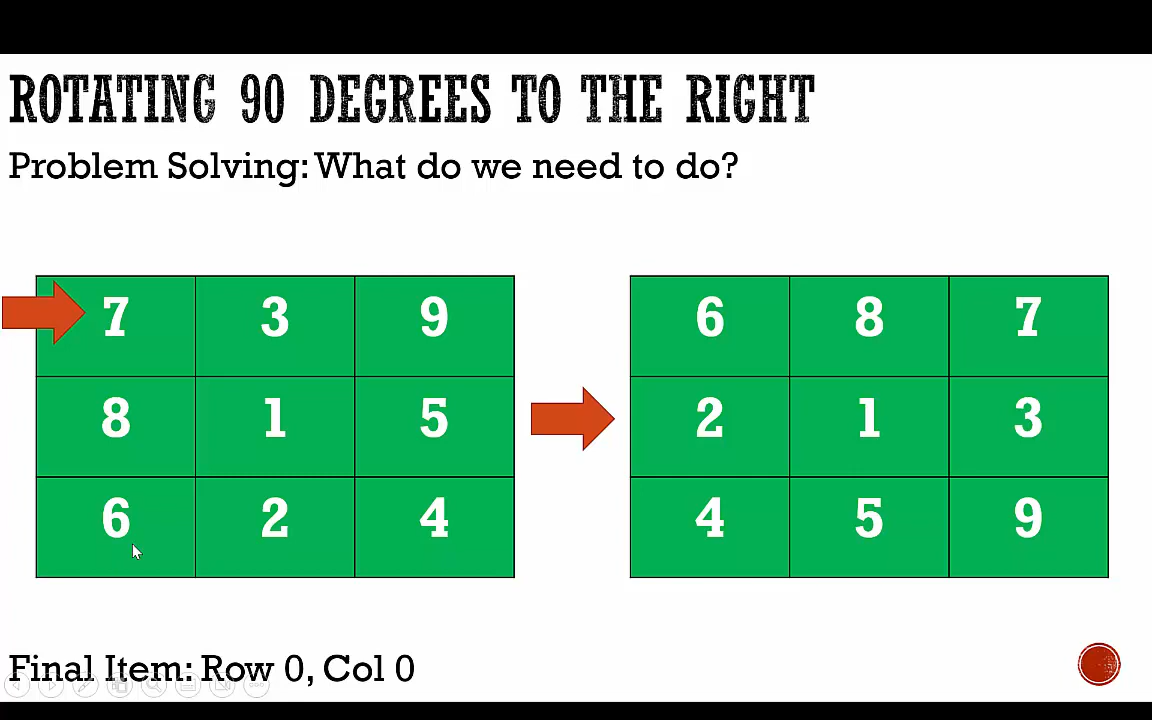 ROTATING 90 DEGREES TO THE RIGHT
Problem Solving: What do we need to do?
7 3 9
8 1 5
6 2 4
6 8 7
2 1 3
4 5 9
Final Item: Row 0, Col 0